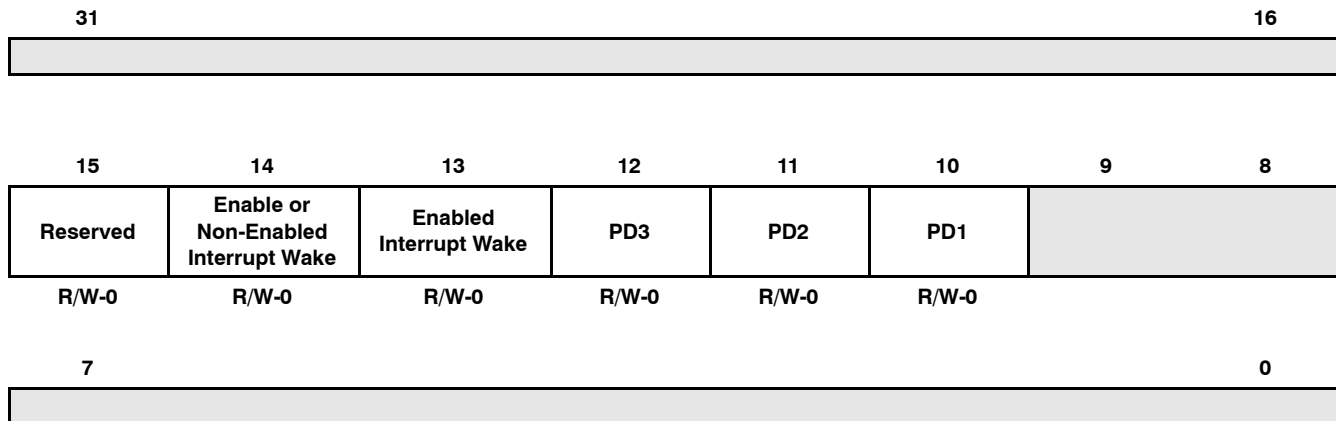 31 16
15 14 13 12 11 10 9 8
Reserved
Enable or
Non-Enabled
Interrupt Wake
Enabled
Interrupt Wake
PD3
PD2
PD1
R/W-0 R/W-0 R/W-0 R/W-0 R/W-0 R/W-0
7 0